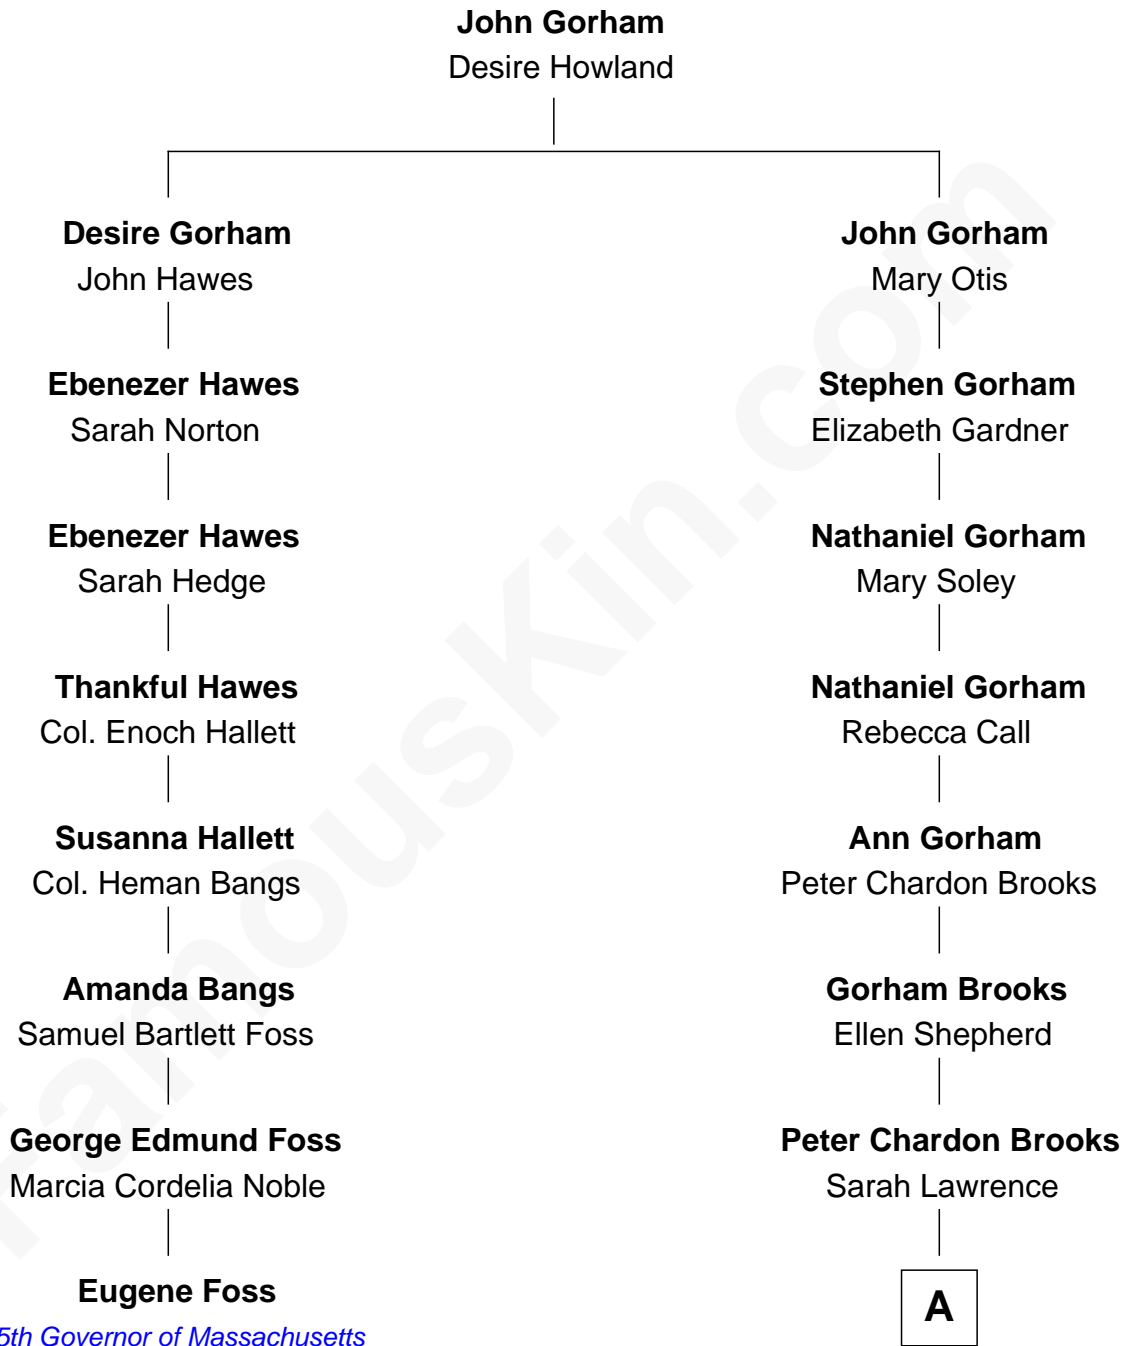 John Gorham
Desire Howland
Desire Gorham
John Hawes
Ebenezer Hawes
Sarah Norton
Ebenezer Hawes
Sarah Hedge
Thankful Hawes
Col. Enoch Hallett
Susanna Hallett
Col. Heman Bangs
Amanda Bangs
Samuel Bartlett Foss
George Edmund Foss
Marcia Cordelia Noble
Eugene Foss
5th Governor of Massachusetts
John Gorham
Mary Otis
Stephen Gorham
Elizabeth Gardner
Nathaniel Gorham
Mary Soley
Nathaniel Gorham
Rebecca Call
Ann Gorham
Peter Chardon Brooks
Gorham Brooks
Ellen Shepherd
Peter Chardon Brooks
Sarah Lawrence
A
FamousKin.com